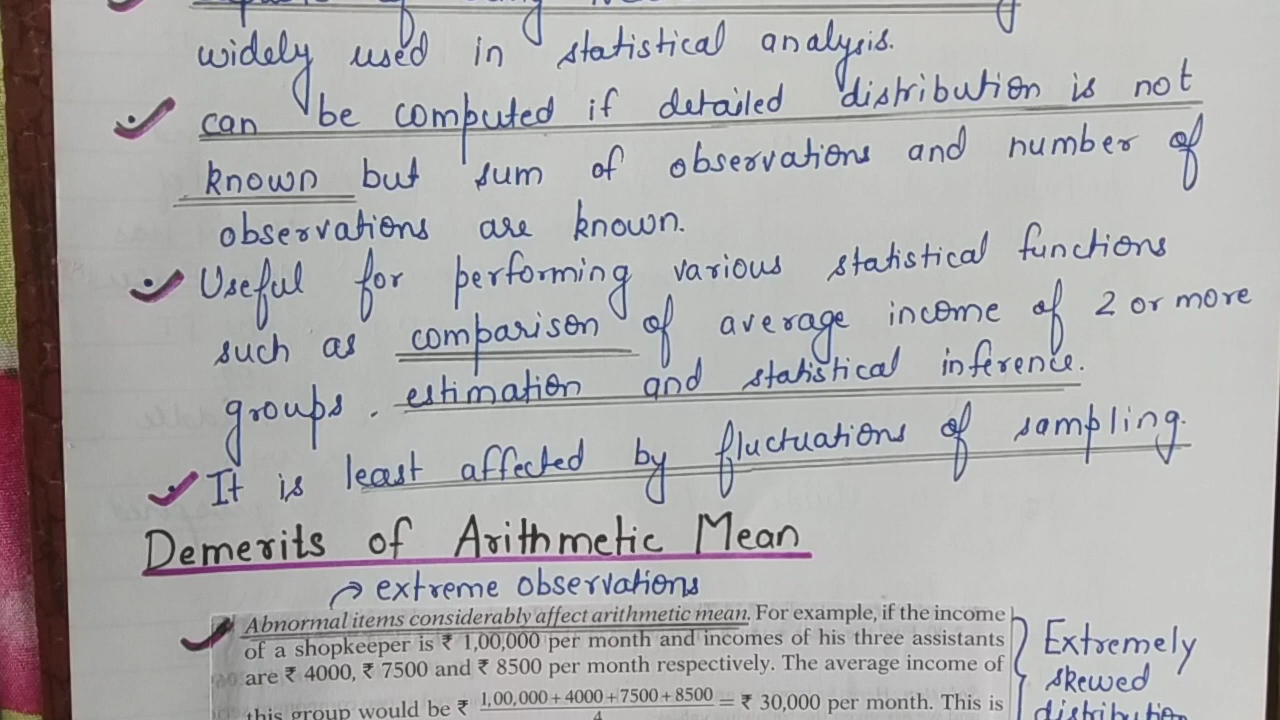 widely used in statistical analysis.
can be computed if detailed distribution is not
known but sum of observations and number of
observations are known.
Useful for performing various statistical functions
such as comparison of average income of 2 or more
groups. estimation and statistical inference.
It is least affected by fluctuations of sampling.
Demerits of Arithmetic Mean
→ extreme observations
Abnormal items considerably affect arithmetic mean. For example, if the income
of a shopkeeper is ₹ 1,00,000 per month and incomes of his three assistants
are ₹ 4000, ₹ 7500 and ₹ 8500 per month respectively. The average income of
this group would be ₹ 1,00,000 + 4000 + 7500 + 8500 / 4 = ₹ 30,000 per month. This is
Extremely
skewed
distribution